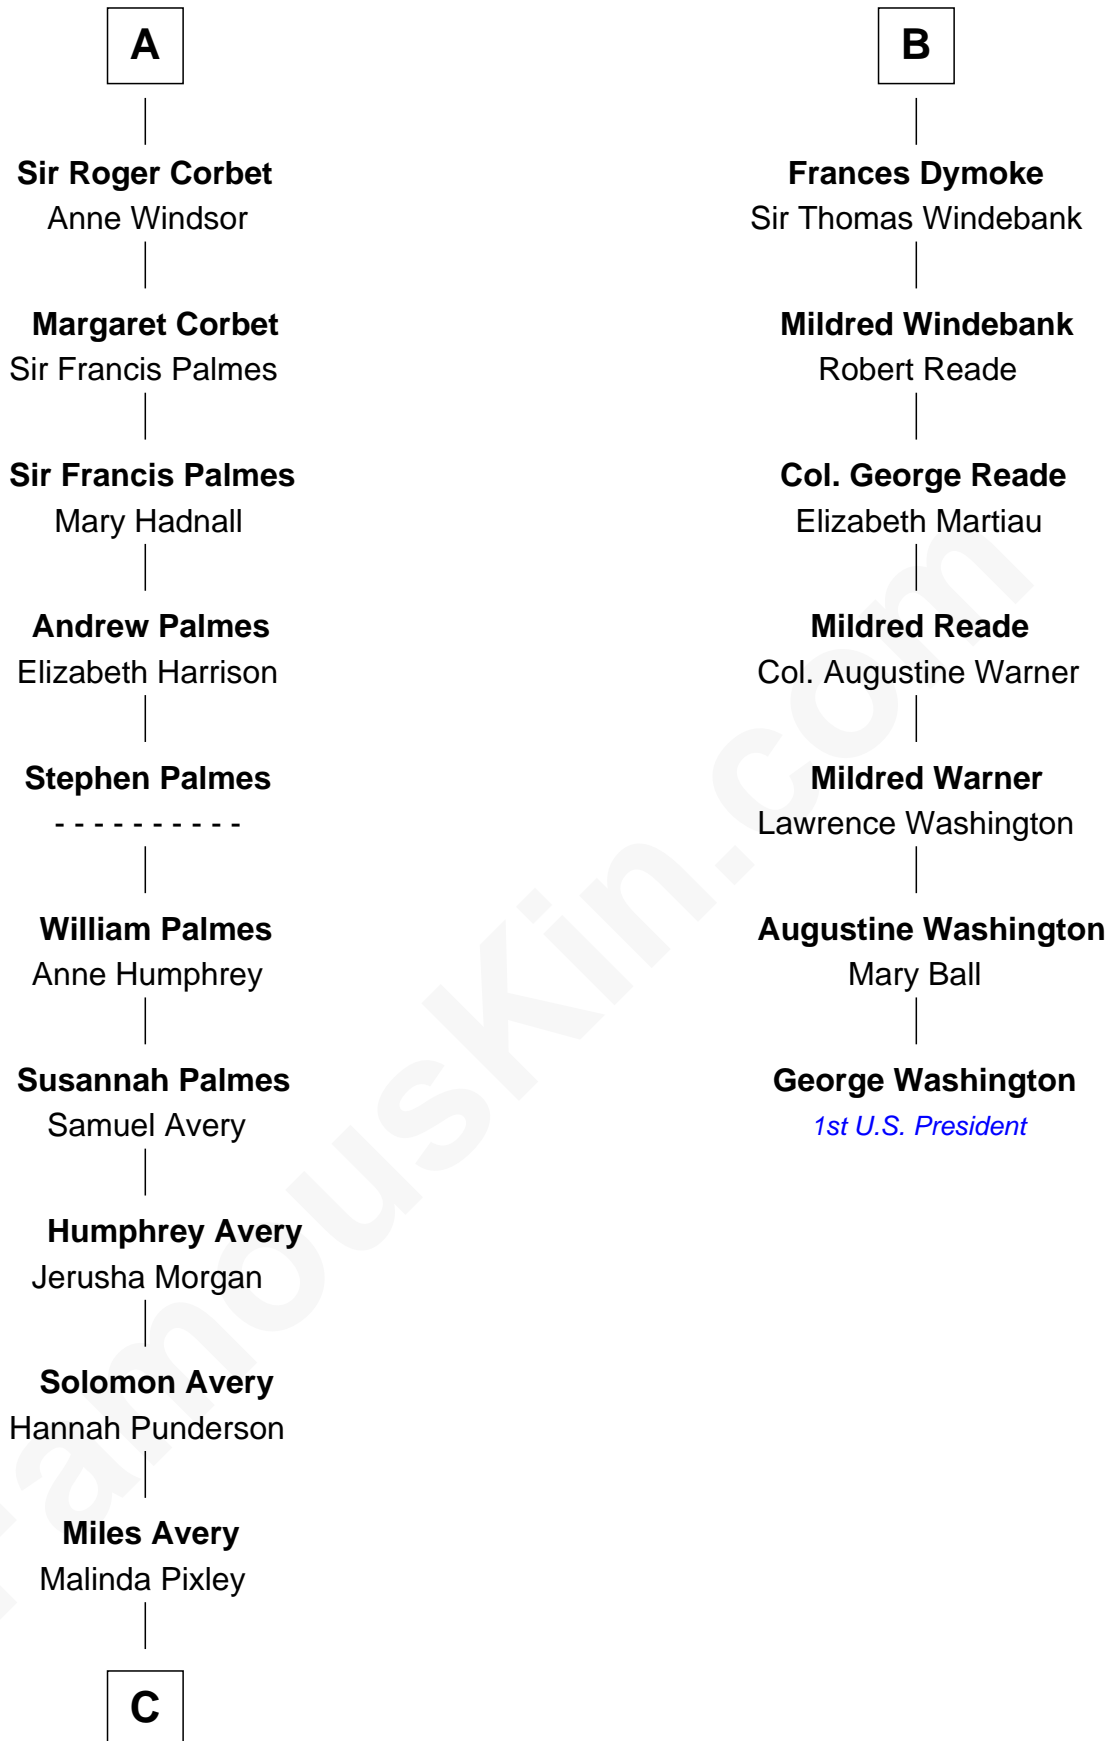 A
Sir Roger Corbet
Anne Windsor
Margaret Corbet
Sir Francis Palmes
Sir Francis Palmes
Mary Hadnall
Andrew Palmes
Elizabeth Harrison
Stephen Palmes
- - - - - - - - - -
William Palmes
Anne Humphrey
Susannah Palmes
Samuel Avery
Humphrey Avery
Jerusha Morgan
Solomon Avery
Hannah Punderson
Miles Avery
Malinda Pixley
C
B
Frances Dymoke
Sir Thomas Windebank
Mildred Windebank
Robert Reade
Col. George Reade
Elizabeth Martiau
Mildred Reade
Col. Augustine Warner
Mildred Warner
Lawrence Washington
Augustine Washington
Mary Ball
George Washington
1st U.S. President
FamousKin.com